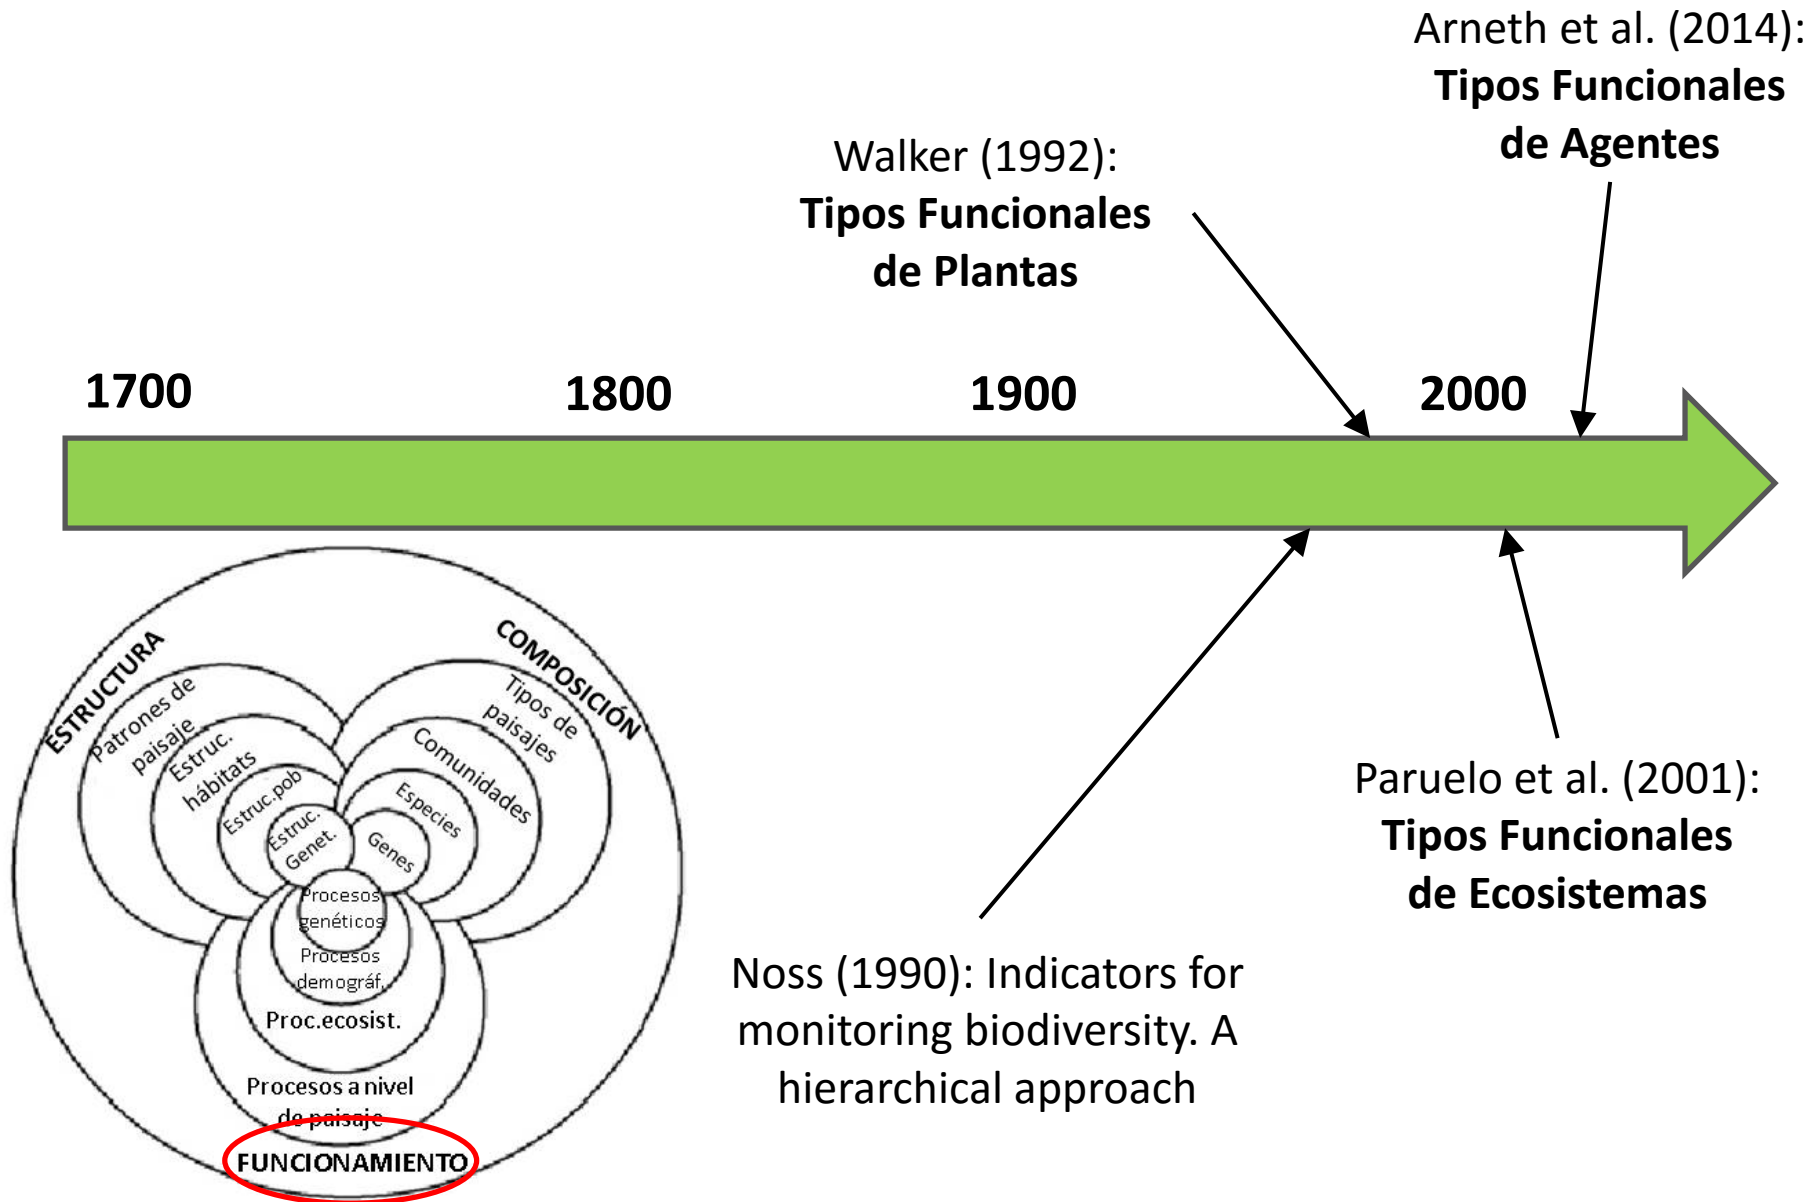 Arneth et al. (2014):
Tipos Funcionales
de Agentes
Walker (1992):
Tipos Funcionales
de Plantas
1700
1800
1900
2000
ESTRUCTURA
Patrones de
paisaje
Estruc.
hábitats
Estruc.pob
Estruc.
Genet.
COMPOSICIÓN
Tipos de
paisajes
Comunidades
Especies
Genes
Procesos
genéticos
Procesos
demográf.
Proc.ecosist.
Procesos a nivel
de paisaje
FUNCIONAMIENTO
Noss (1990): Indicators for
monitoring biodiversity. A
hierarchical approach
Paruelo et al. (2001):
Tipos Funcionales
de Ecosistemas